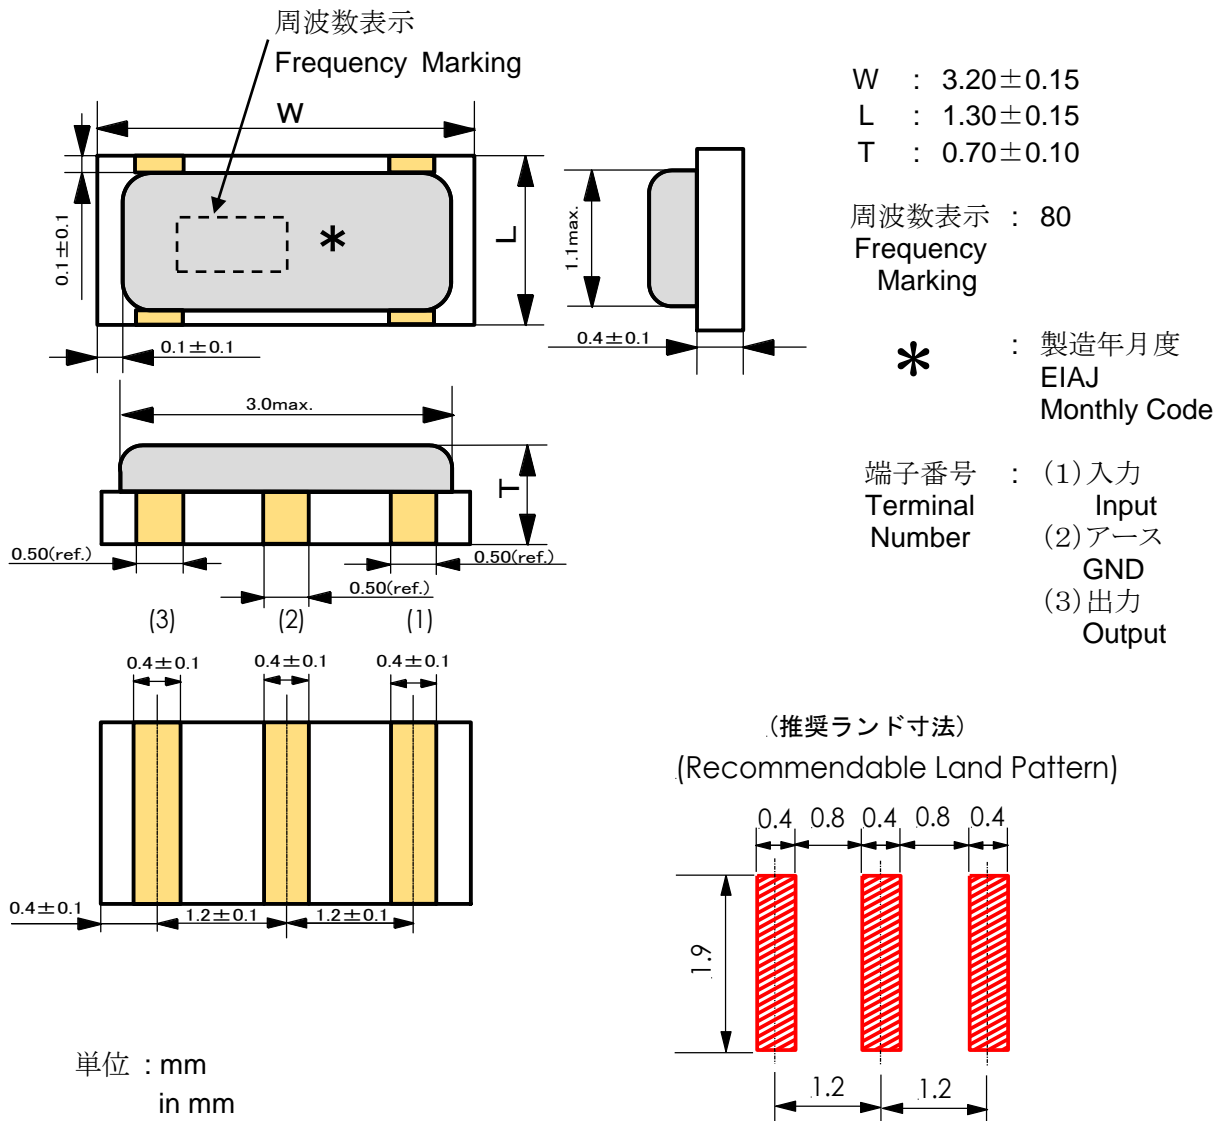 周波数表示
Frequency Marking
W
L
0.1±0.1
0.1±0.1
1.1max.
0.4±0.1
W : 3.20±0.15
L : 1.30±0.15
T : 0.70±0.10
周波数表示 : 80
Frequency
Marking
* : 製造年月度
EIAJ
Monthly Code
端子番号 : (1)入力
Terminal Input
Number (2)アース
GND
(3)出力
Output
3.0max.
T
0.50(ref.)
0.50(ref.)
0.50(ref.)
(3) (2) (1)
0.4±0.1 0.4±0.1 0.4±0.1
0.4±0.1 1.2±0.1 1.2±0.1
(推奨ランド寸法)
(Recommendable Land Pattern)
0.4 0.8 0.4 0.8 0.4
1.9
1.2 1.2
単位 : mm
in mm